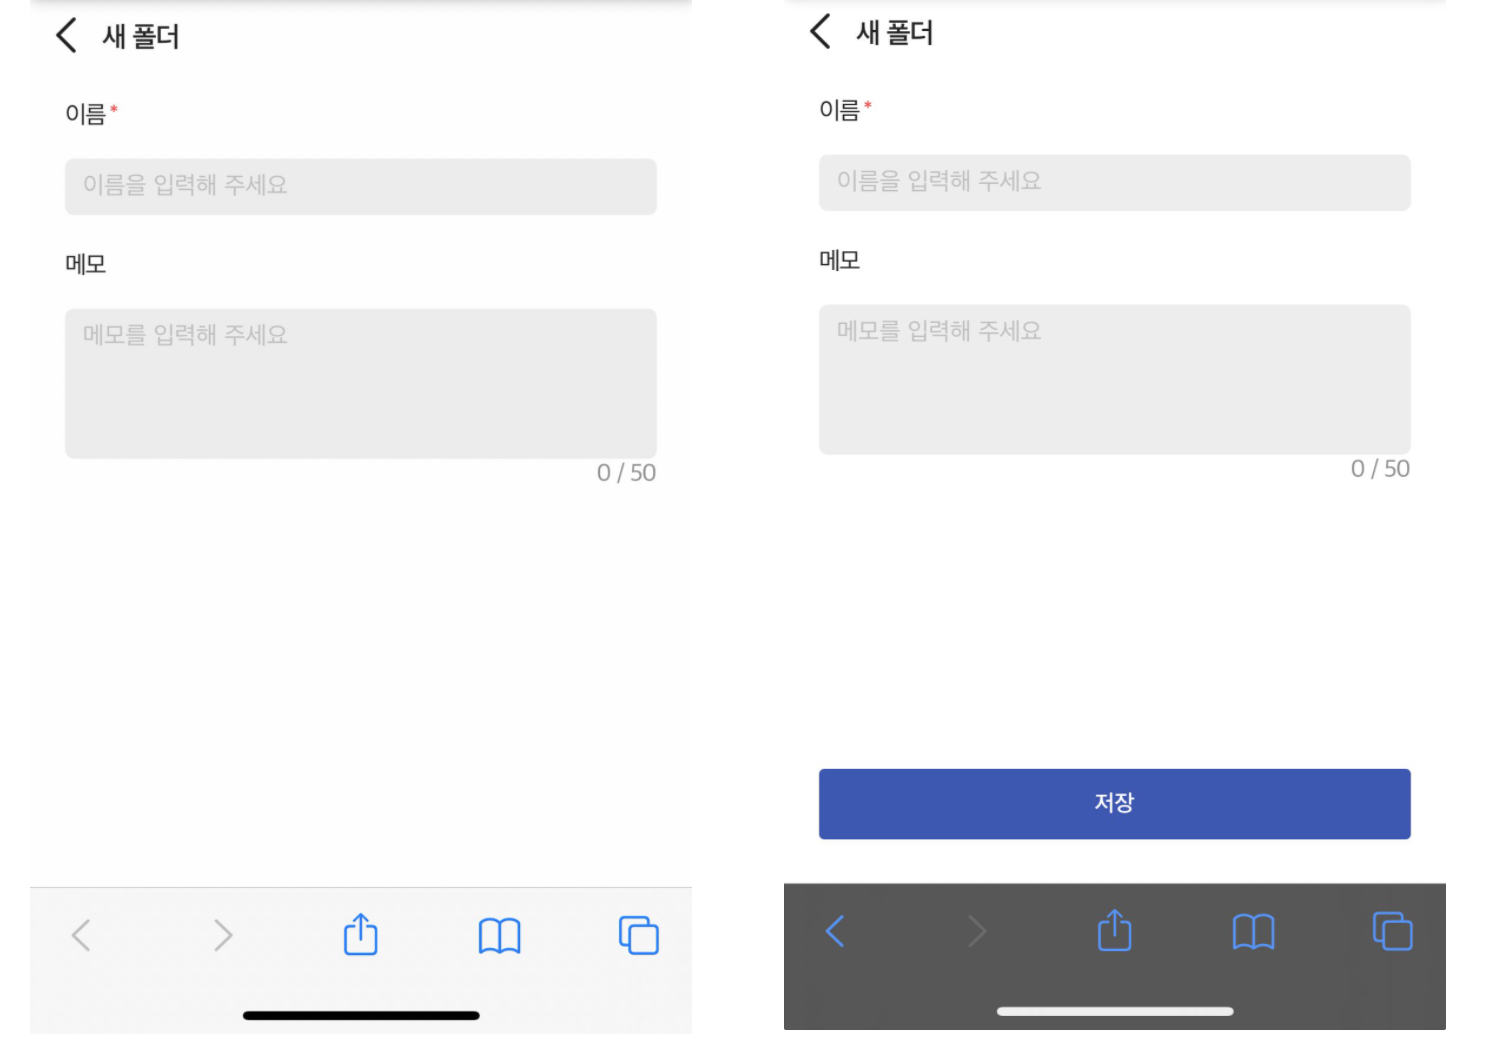 새 폴더
이름*
이름을 입력해 주세요
메모
메모를 입력해 주세요
0 / 50
새 폴더
이름*
이름을 입력해 주세요
메모
메모를 입력해 주세요
0 / 50
저장